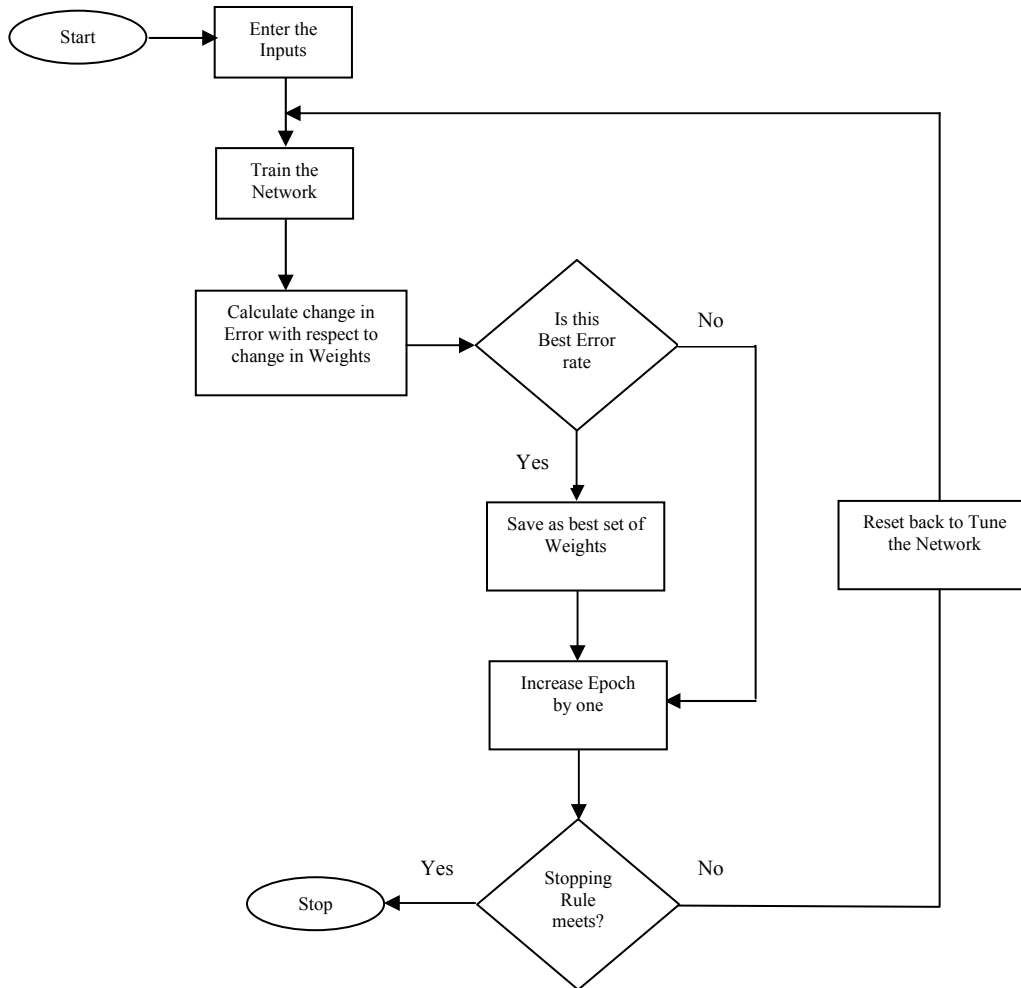 Start
Enter the
Inputs
Train the
Network
Calculate change in
Error with respect to
change in Weights
Is this
Best Error
rate
No
Yes
Save as best set of
Weights
Reset back to Tune
the Network
Increase Epoch
by one
Stopping
Rule
meets?
Yes
No
Stop